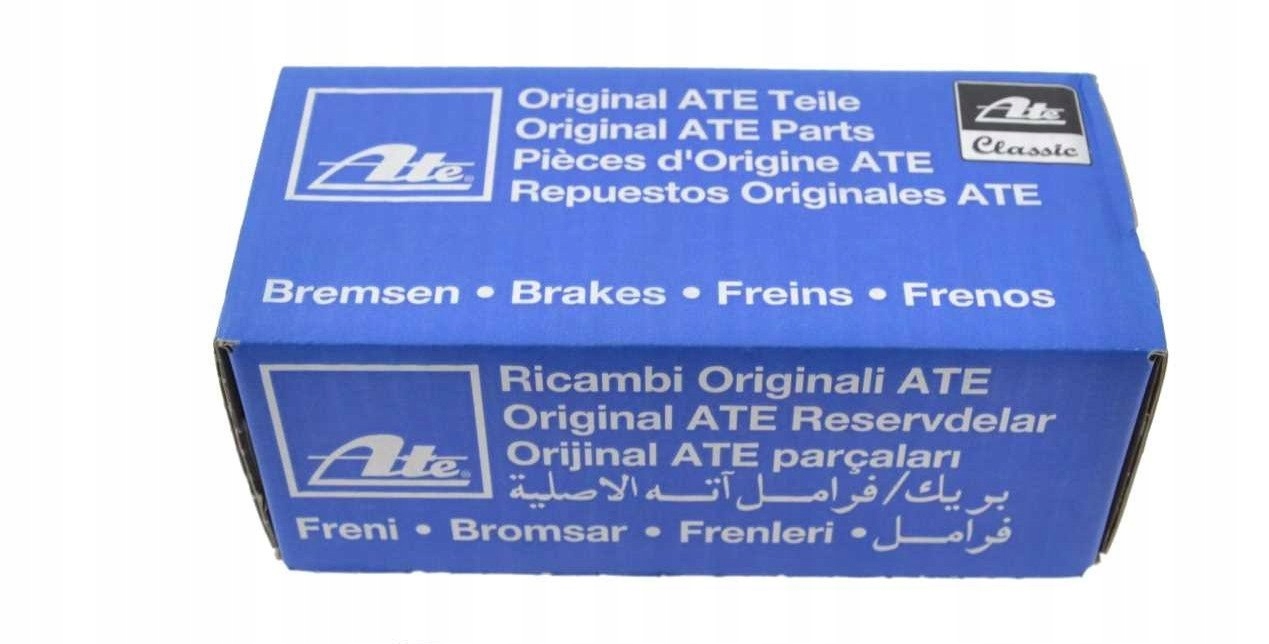 Ate®
Original ATE Teile
Original ATE Parts
Pièces d'Origine ATE
Repuestos Originales ATE
Ate
Classic
Bremsen • Brakes • Freins • Frenos
Ate®
Ricambi Originali ATE
Original ATE Reservdelar
Orijinal ATE parçaları
بريك/فرامل آته الاصلية
Freni • Bromsar • Frenleri • فرامل